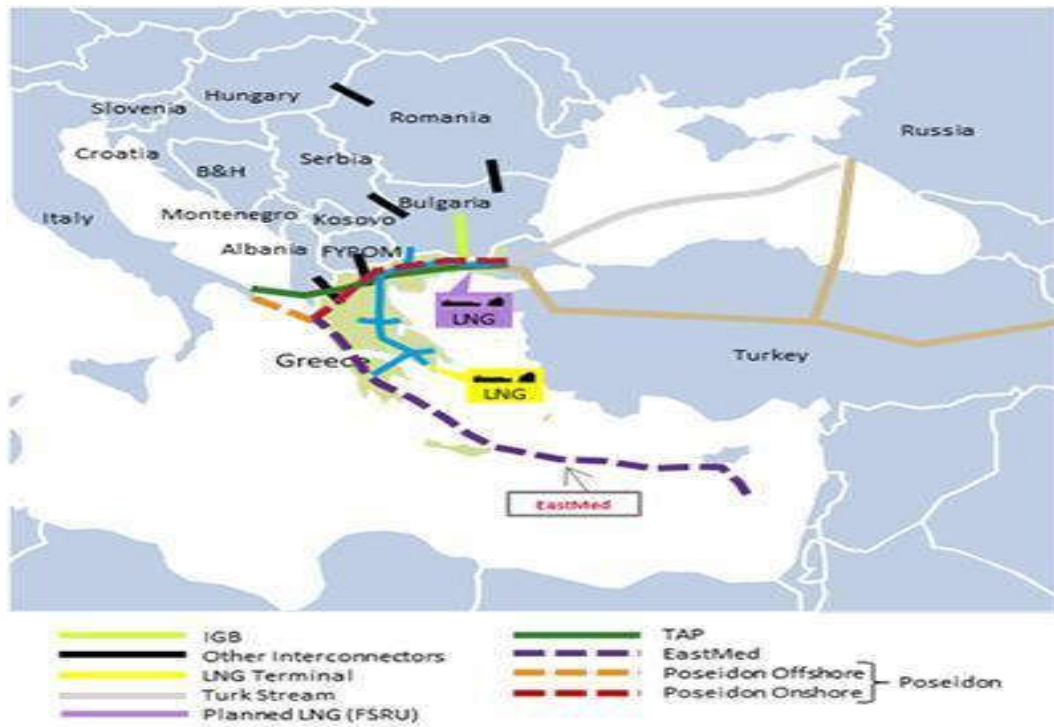 Hungary
Slovenia
Romania
Russia
Croatia
Serbia
B&H
Bulgaria
Italy
Montenegro
Kosovo
Albania
FYROM
LNG
Greece
Turkey
LNG
EastMed
IGB
Other Interconnectors
LNG Terminal
Turk Stream
Planned LNG (FSRU)
TAP
EastMed
Poseidon Offshore
Poseidon Onshore
Poseidon